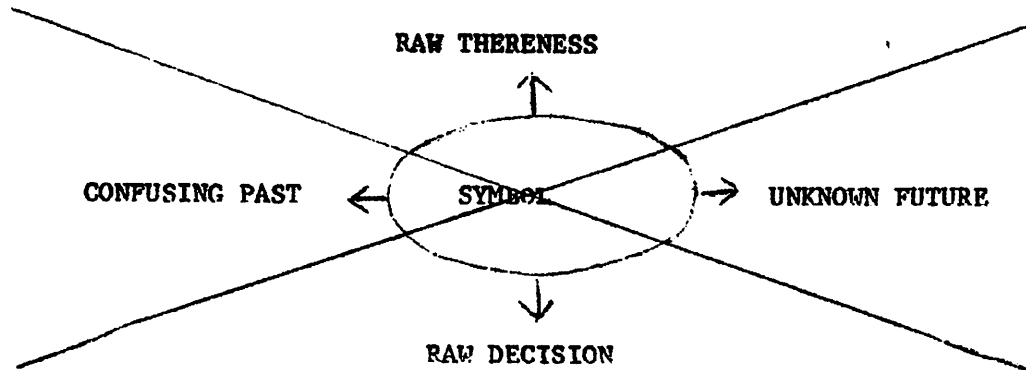 RAW THERENESS
CONFUSING PAST SYMBOL UNKNOWN FUTURE
RAW DECISION